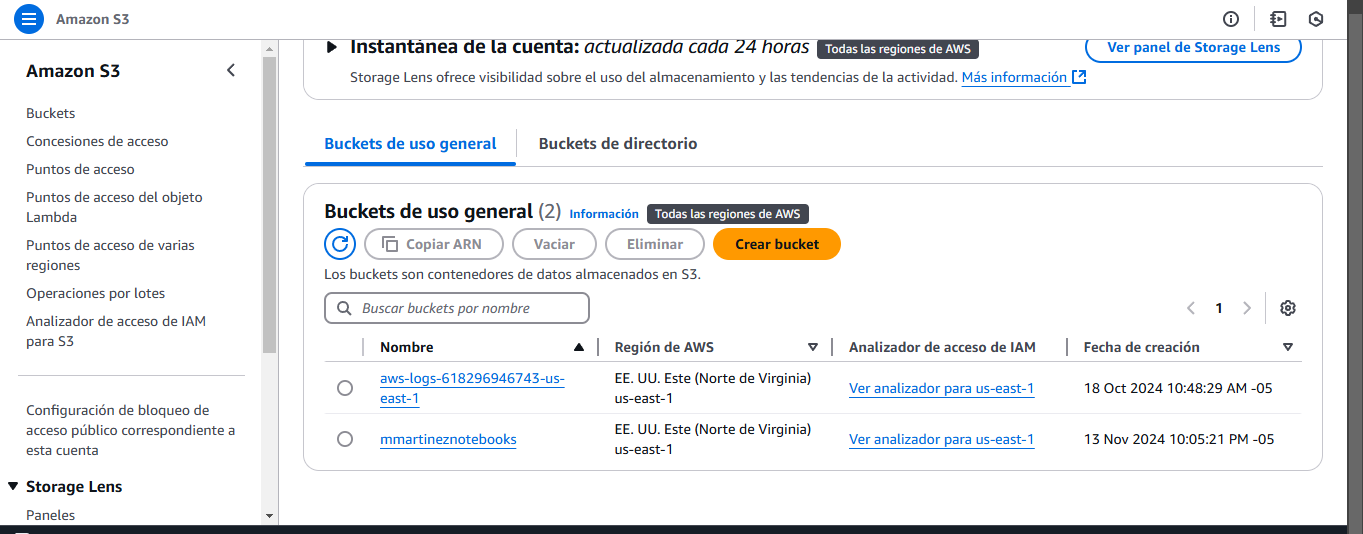 Amazon S3
Amazon S3
Buckets
Concesiones de acceso
Puntos de acceso
Puntos de acceso del objeto
Lambda
Puntos de acceso de varias
regiones
Operaciones por lotes
Analizador de acceso de IAM
para S3
Configuración de bloqueo de
acceso público correspondiente a
esta cuenta
Storage Lens
Paneles
Instantánea de la cuenta: actualizada cada 24 horas Todas las regiones de AWS
Ver panel de Storage Lens
Storage Lens ofrece visibilidad sobre el uso del almacenamiento y las tendencias de la actividad. Más información
Buckets de uso general Buckets de directorio
Buckets de uso general (2) Información Todas las regiones de AWS
Copiar ARN Vaciar Eliminar Crear bucket
Los buckets son contenedores de datos almacenados en S3.
Buscar buckets por nombre 1
Nombre Región de AWS Analizador de acceso de IAM Fecha de creación
aws-logs-618296946743-us-
east-1
EE. UU. Este (Norte de Virginia)
us-east-1
Ver analizador para us-east-1
18 Oct 2024 10:48:29 AM -05
mmartineznotebooks
EE. UU. Este (Norte de Virginia)
us-east-1
Ver analizador para us-east-1
13 Nov 2024 10:05:21 PM -05